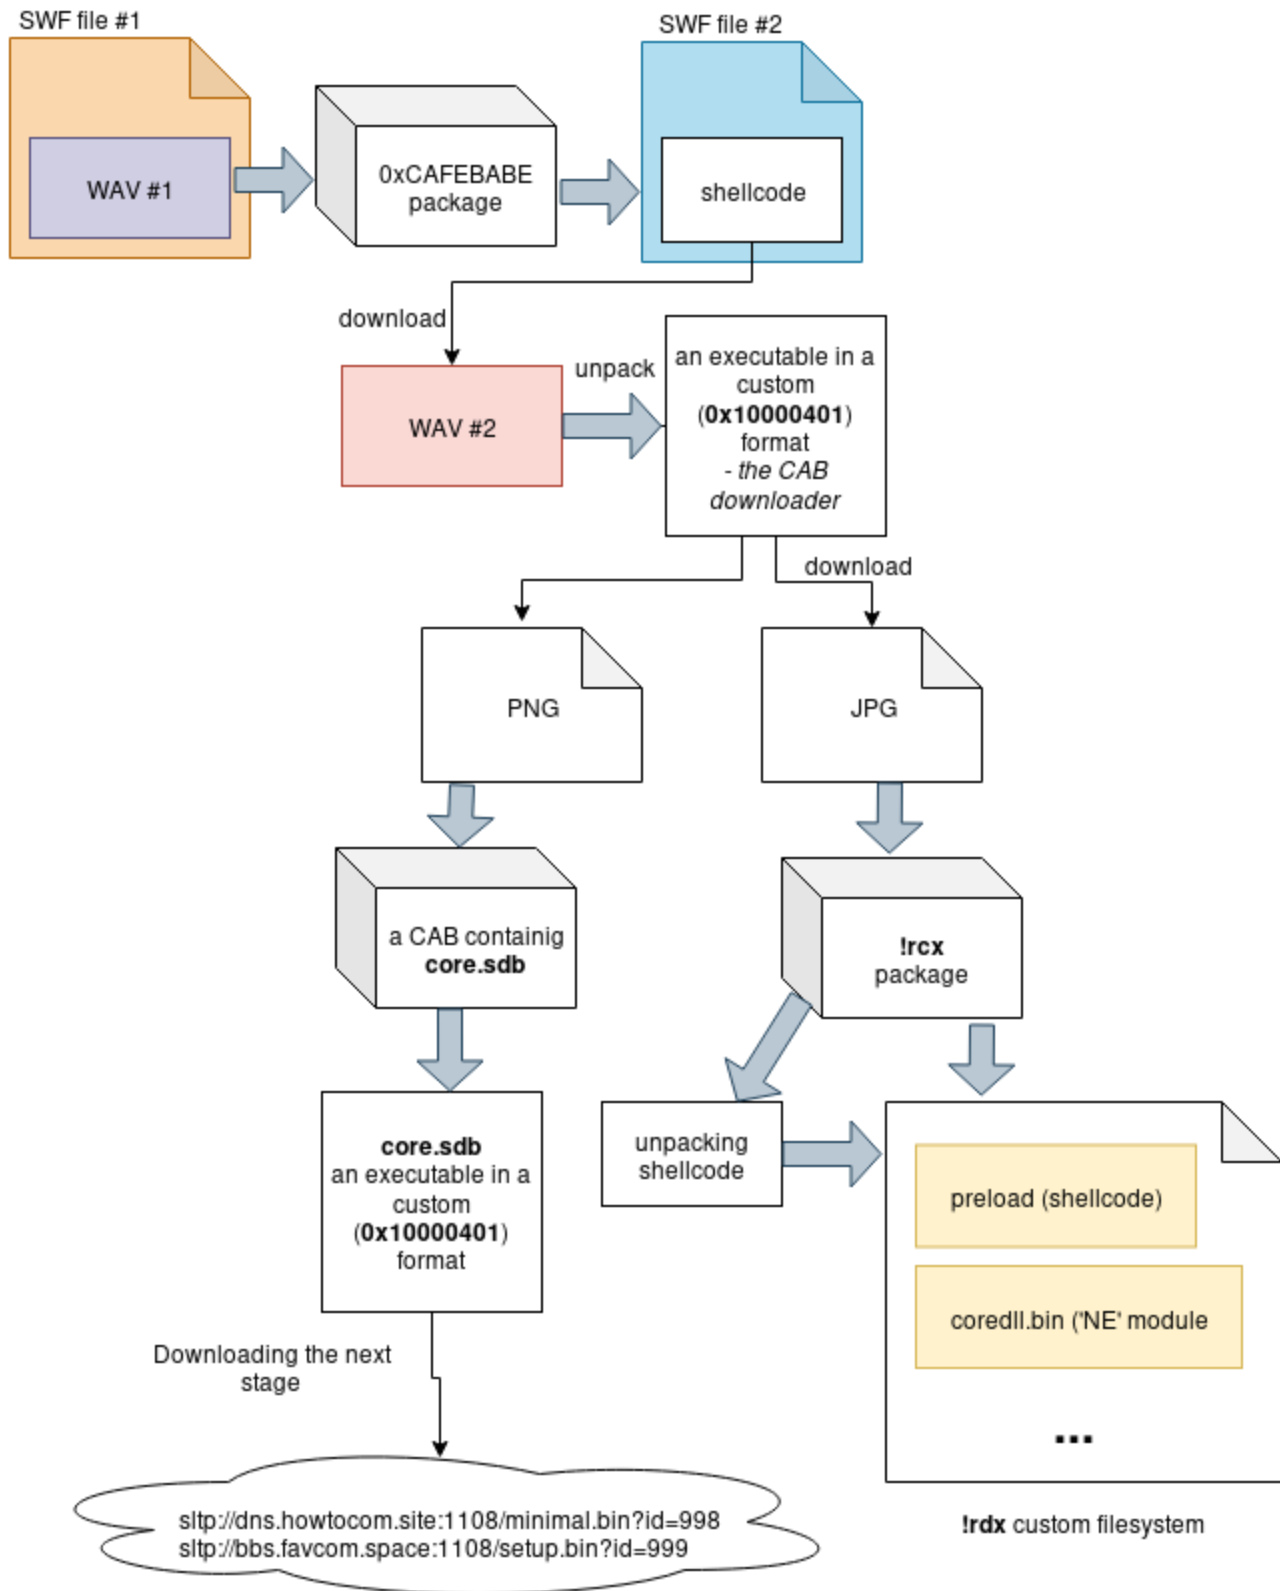 SWF file #1
SWF file #2
WAV #1
0xCAFEBABE
package
shellcode
download
WAV #2
unpack
an executable in a
custom
(0x10000401)
format
- the CAB
downloader
download
PNG
JPG
a CAB containig
core.sdb
!rcx
package
core.sdb
an executable in a
custom
(0x10000401)
format
unpacking
shellcode
preload (shellcode)
coredll.bin ('NE' module
...
Downloading the next
stage
sltp://dns.howtocom.site:1108/minimal.bin?id=998
sltp://bbs.favcom.space:1108/setup.bin?id=999
!rdx custom filesystem